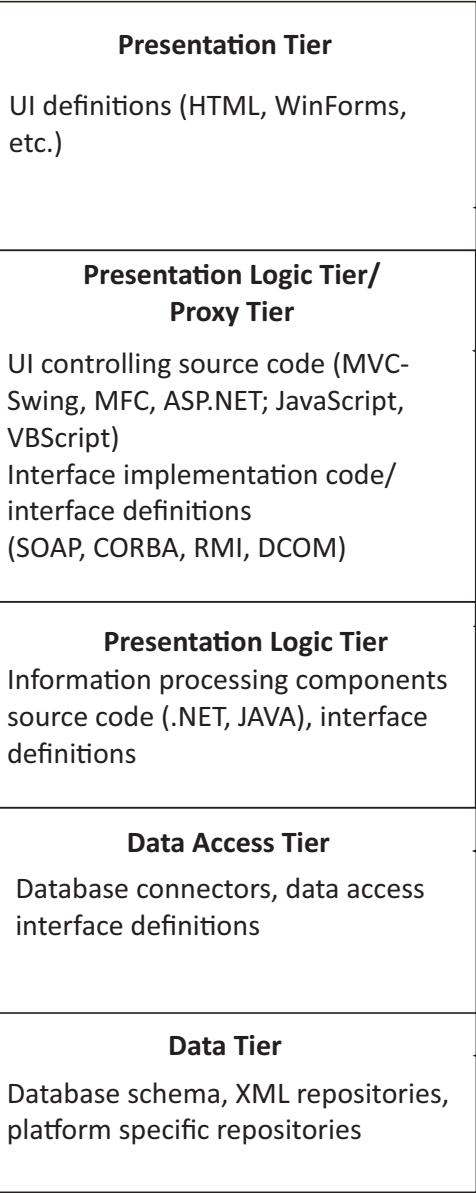 Presentation Tier
UI definitions (HTML, WinForms,
etc.)
Presentation Logic Tier/
Proxy Tier
UI controlling source code (MVC-
Swing, MFC, ASP.NET; JavaScript,
VBScript)
Interface implementation code/
interface definitions
(SOAP, CORBA, RMI, DCOM)
Presentation Logic Tier
Information processing components
source code (.NET, JAVA), interface
definitions
Data Access Tier
Database connectors, data access
interface definitions
Data Tier
Database schema, XML repositories,
platform specific repositories